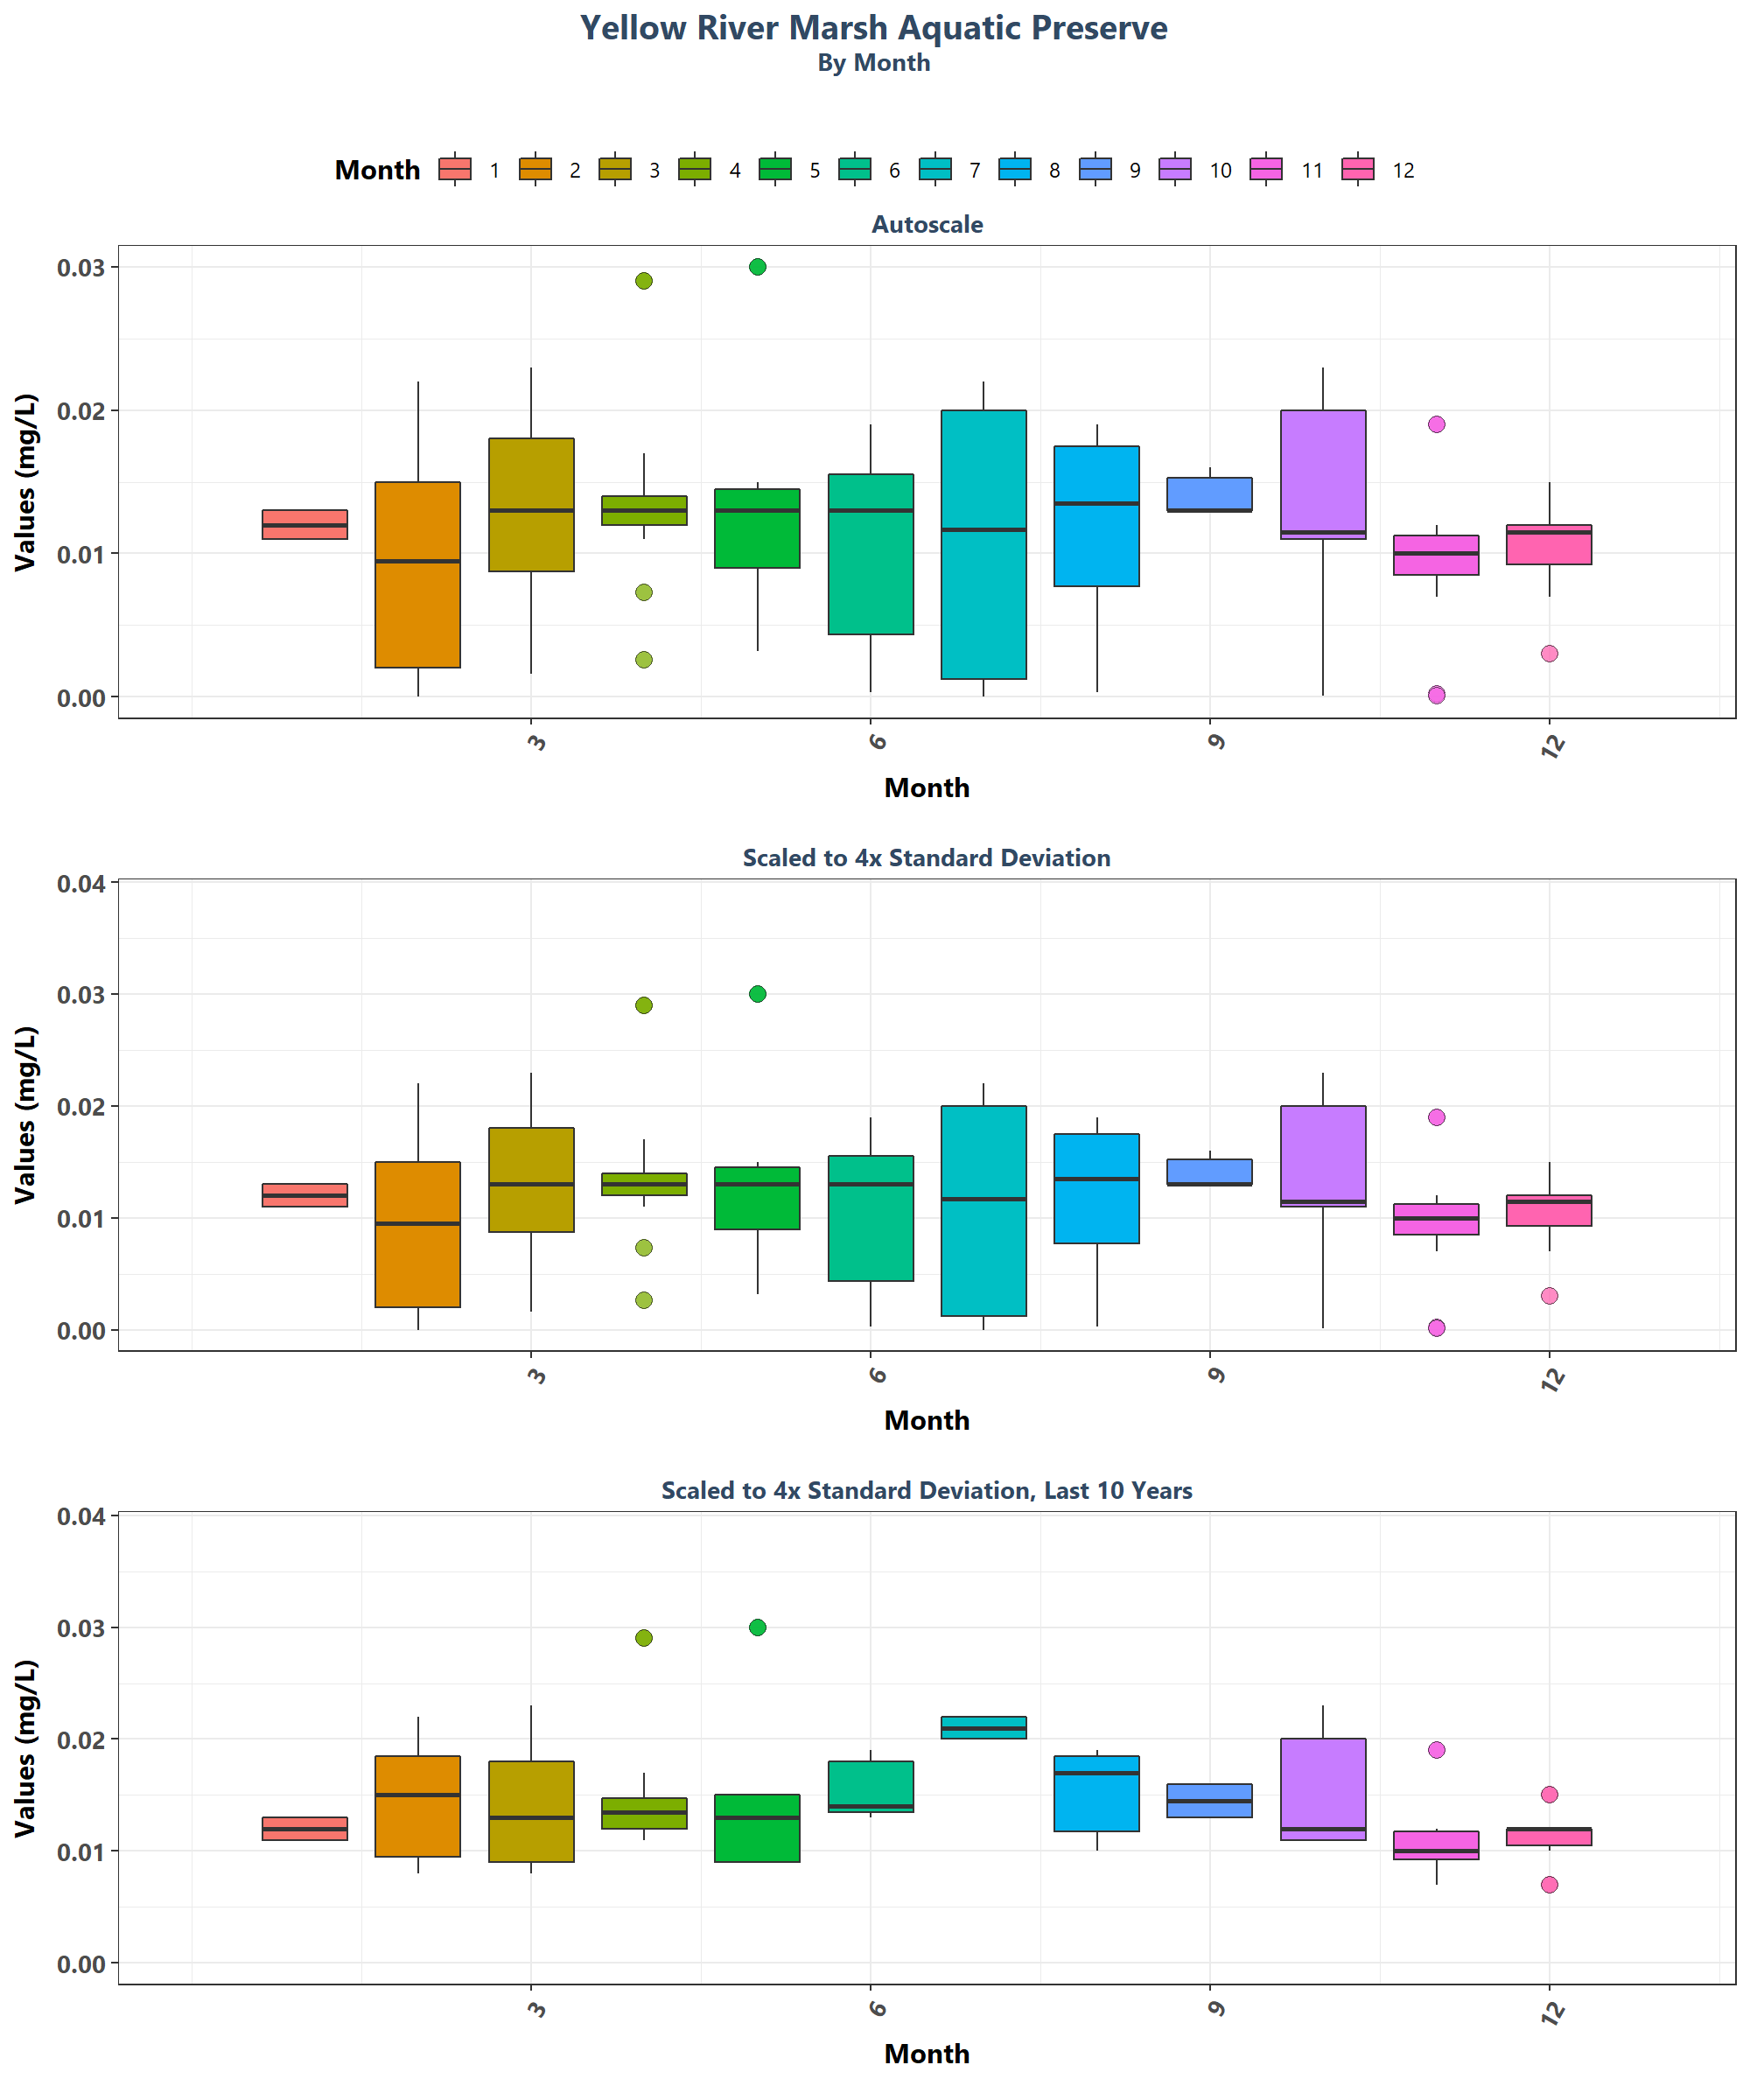 Yellow River Marsh Aquatic Preserve
By Month
Month 1 2 3 4 5 6 7 8 9 10 11 12
Autoscale
Values (mg/L)
0.03
0.02
0.01
0.00
3 6 9 12
Month
Scaled to 4x Standard Deviation
Values (mg/L)
0.04
0.03
0.02
0.01
0.00
3 6 9 12
Month
Scaled to 4x Standard Deviation, Last 10 Years
Values (mg/L)
0.04
0.03
0.02
0.01
0.00
3 6 9 12
Month